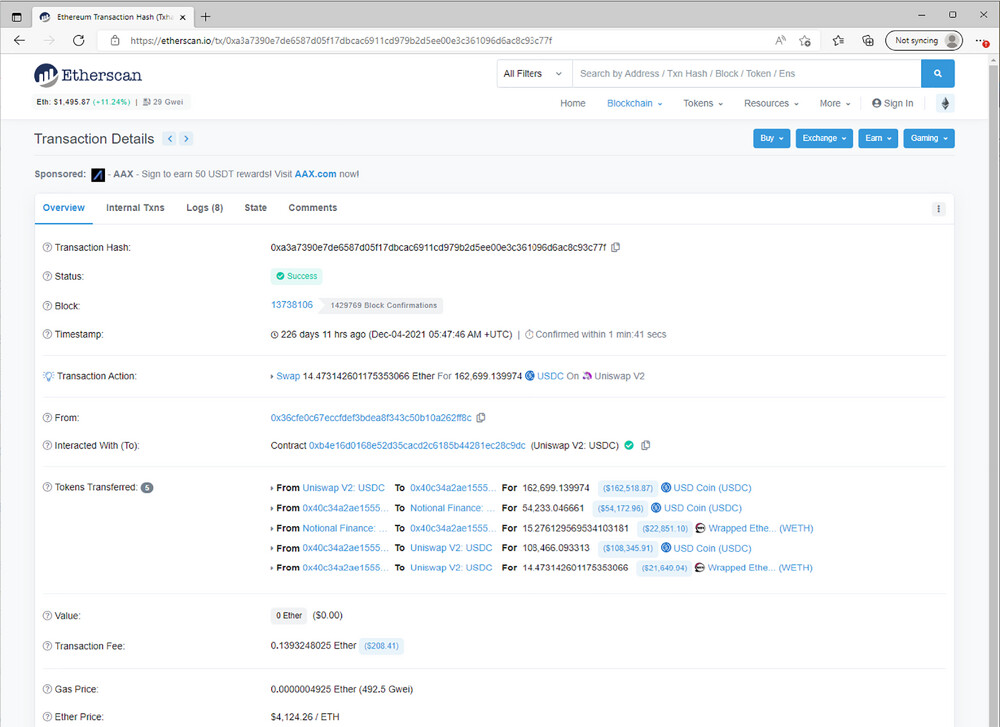 Ethereum Transaction Hash (Txha
https://etherscan.io/tx/0xa3a7390e7de6587d05f17dbcac6911cd979b2d5ee00e3c361096d6ac8c93c77f
Not syncing
Etherscan
All Filters
Search by Address / Txn Hash / Block / Token / Ens
Eth: $1,495.87 (+11.24%) | 29 Gwei
Home Blockchain Tokens Resources More Sign In
Transaction Details
Buy Exchange Earn Gaming
Sponsored: - AAX - Sign to earn 50 USDT rewards! Visit AAX.com now!
Overview Internal Txns Logs (8) State Comments
Transaction Hash: 0xa3a7390e7de6587d05f17dbcac6911cd979b2d5ee00e3c361096d6ac8c93c77f
Status: Success
Block: 13738106 1429769 Block Confirmations
Timestamp: 226 days 11 hrs ago (Dec-04-2021 05:47:46 AM +UTC) | Confirmed within 1 min:41 secs
Transaction Action: Swap 14.473142601175353066 Ether For 162,699.139974 USDC On Uniswap V2
From: 0x36cfe0c67eccfdef3bdea8f343c50b10a262ff8c
Interacted With (To): Contract 0xb4e16d0168e52d35cacd2c6185b44281ec28c9dc (Uniswap V2: USDC)
Tokens Transferred: 5
From Uniswap V2: USDC To 0x40c34a2ae1555... For 162,699.139974 ($162,518.87) USD Coin (USDC)
From 0x40c34a2ae1555... To Notional Finance: ... For 54,233.046661 ($54,172.96) USD Coin (USDC)
From Notional Finance: ... To 0x40c34a2ae1555... For 15.276129569534103181 ($22,851.10) Wrapped Ethe... (WETH)
From 0x40c34a2ae1555... To Uniswap V2: USDC For 108,466.093313 ($108,345.91) USD Coin (USDC)
From 0x40c34a2ae1555... To Uniswap V2: USDC For 14.473142601175353066 ($21,649.94) Wrapped Ethe... (WETH)
Value: 0 Ether ($0.00)
Transaction Fee: 0.1393248025 Ether ($208.41)
Gas Price: 0.0000004925 Ether (492.5 Gwei)
Ether Price: $4,124.26 / ETH